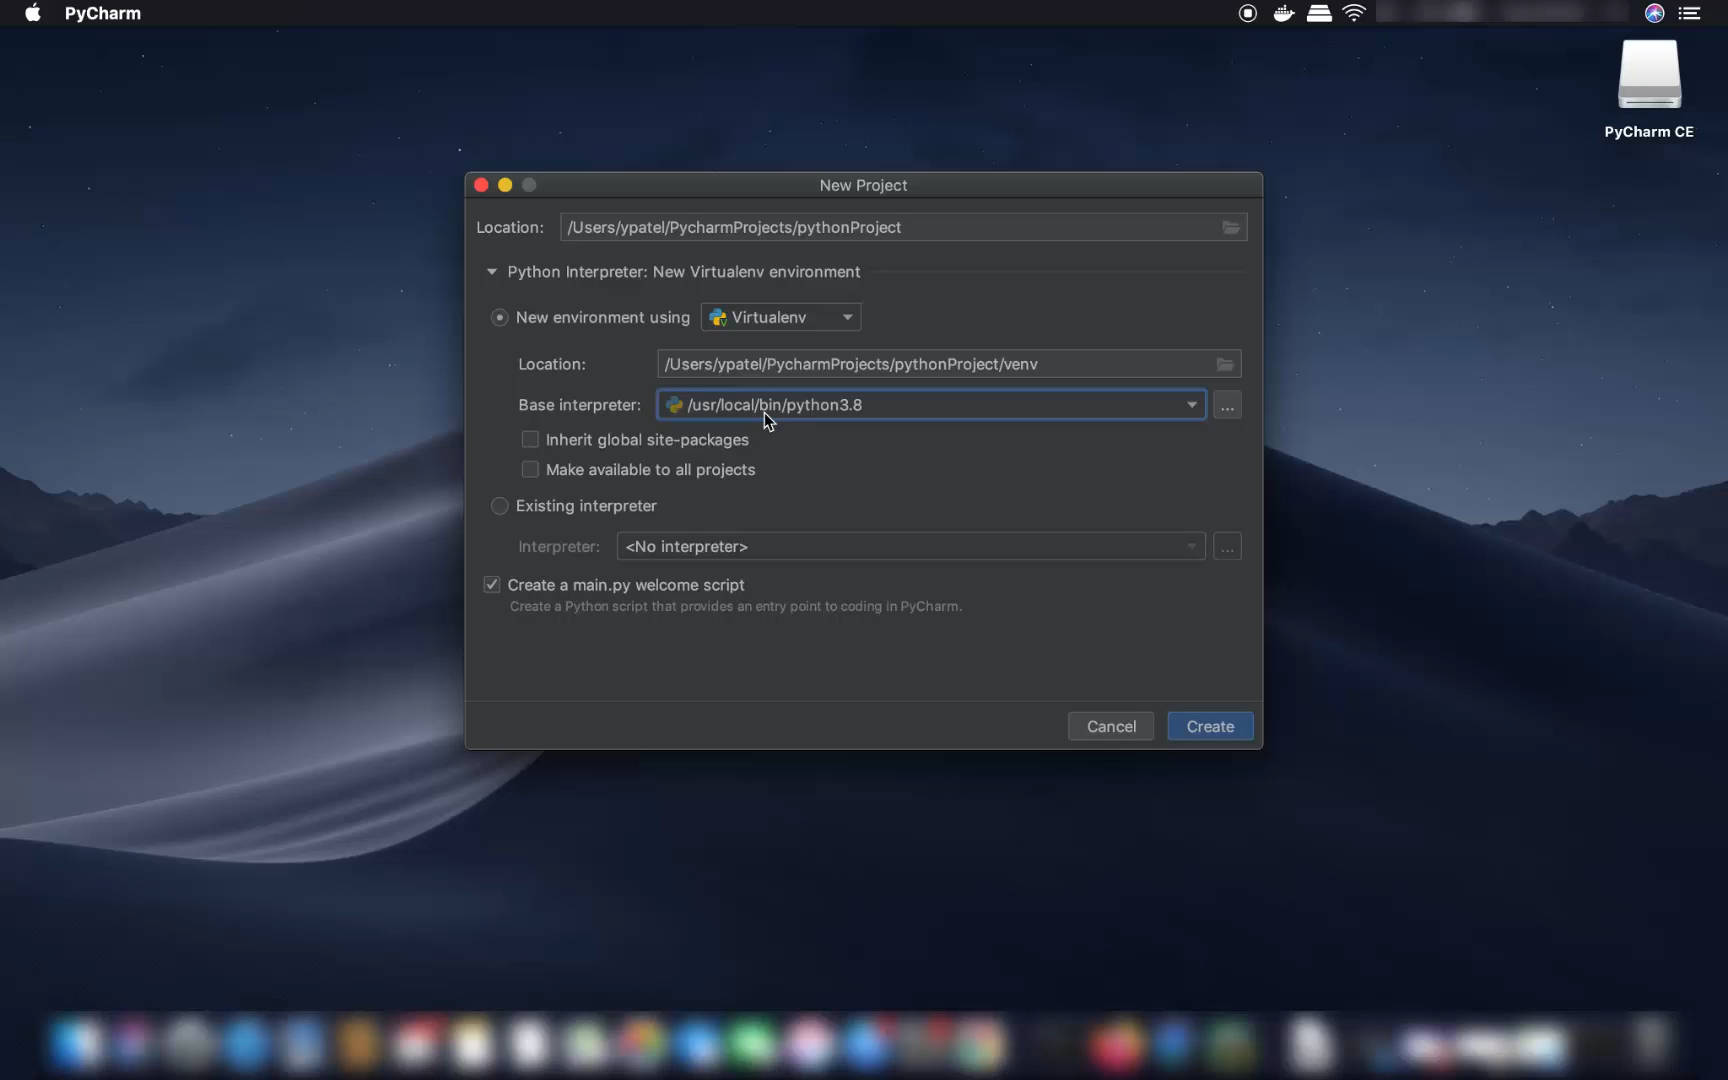 PyCharm
PyCharm CE
New Project
Location: /Users/ypatel/PycharmProjects/pythonProject
Python Interpreter: New Virtualenv environment
New environment using Virtualenv
Location: /Users/ypatel/PycharmProjects/pythonProject/venv
Base interpreter: /usr/local/bin/python3.8 ...
Inherit global site-packages
Make available to all projects
Existing interpreter
Interpreter: <No interpreter> ...
Create a main.py welcome script
Create a Python script that provides an entry point to coding in PyCharm.
Cancel Create